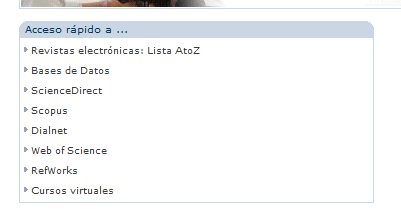 Acceso rápido a ...
Revistas electrónicas: Lista AtoZ
Bases de Datos
ScienceDirect
Scopus
Dialnet
Web of Science
RefWorks
Cursos virtuales